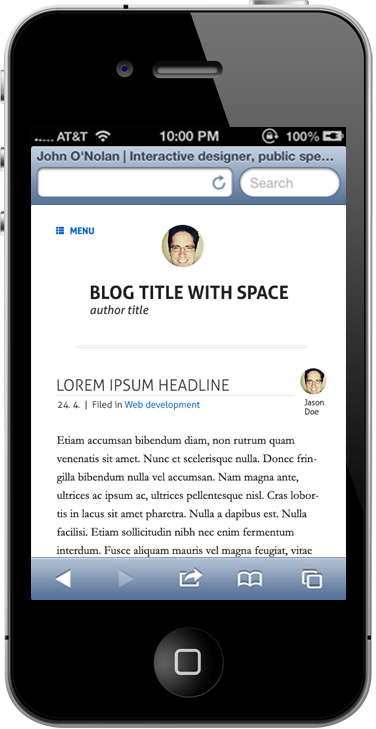 AT&T 10:00 PM 100%
John O'Nolan | Interactive designer, public spe...
Search
MENU
BLOG TITLE WITH SPACE
author title
LOREM IPSUM HEADLINE
24. 4. | Filed in Web development
Jason
Doe
Etiam accumsan bibendum diam, non rutrum quam
venenatis sit amet. Nunc et scelerisque nulla. Donec frin-
gilla bibendum nulla vel accumsan. Nam magna ante,
ultrices ac ipsum ac, ultrices pellentesque nisl. Cras lobor-
tis in lacus sit amet pharetra. Nulla a dapibus est. Nulla
facilisi. Etiam sollicitudin nibh nec enim fermentum
interdum. Fusce aliquam mauris vel magna feugiat, vitae